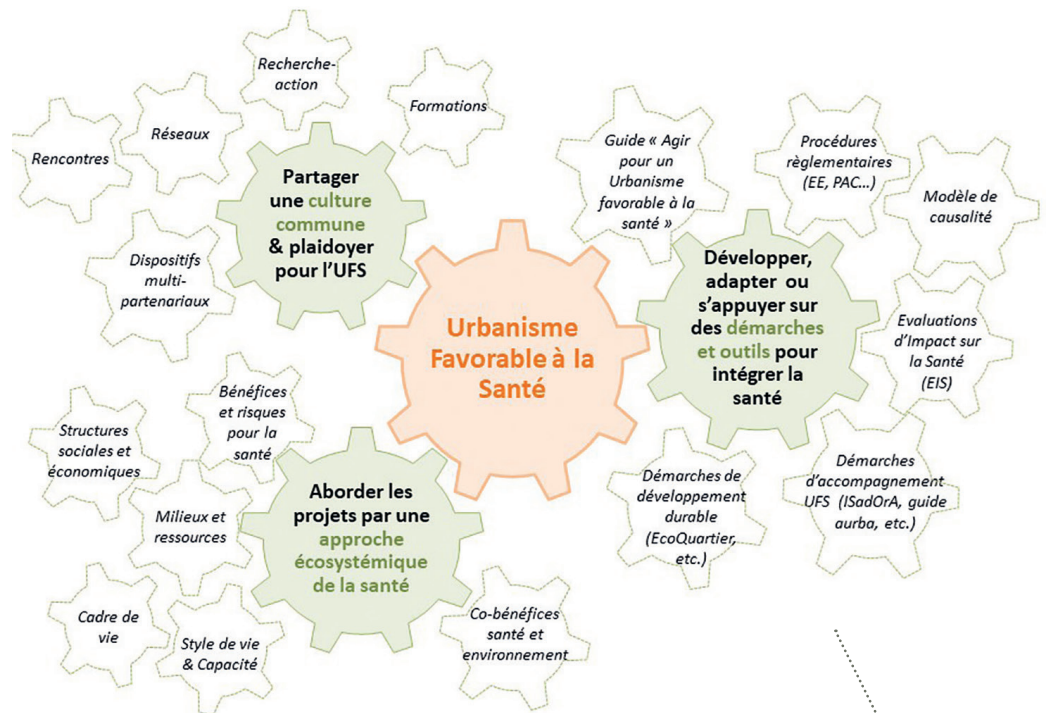 Recherche-
action
Formations
Réseaux
Rencontres
Dispositifs
multi-
partenariaux
Partager
une culture
commune
& plaidoyer
pour l'UFS
Urbanisme
Favorable à la
Santé
Guide « Agir
pour un
Urbanisme
favorable à la
santé »
Procédures
règlementaires
(EE, PAC...)
Modèle de
causalité
Développer,
adapter ou
s'appuyer sur
des démarches
et outils pour
intégrer la
santé
Evaluations
d'Impact sur
la Santé
(EIS)
Démarches
d'accompagnement
UFS (ISadOrA, guide
aurba, etc.)
Démarches de
développement
durable
(EcoQuartier,
etc.)
Bénéfices
et risques
pour la
santé
Structures
sociales et
économiques
Milieux et
ressources
Aborder les
projets par une
approche
écosystémique
de la santé
Cadre de
vie
Style de vie
& Capacité
Co-bénéfices
santé et
environnement